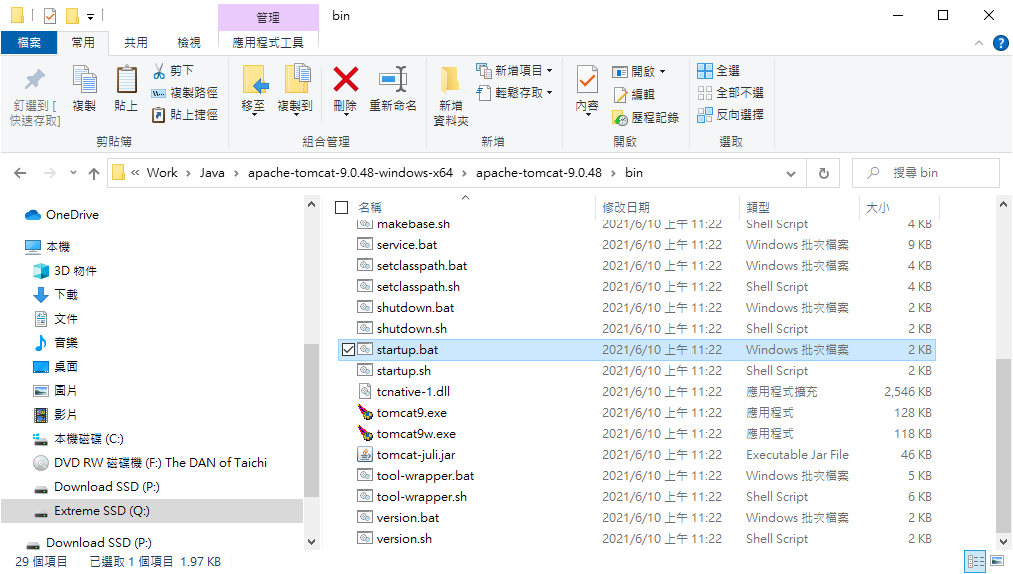 管理 bin
檔案 常用 共用 檢視 應用程式工具
釘選到 [快速存取]
複製
貼上
剪下
複製路徑
貼上捷徑
剪貼簿
移至
複製到
刪除
重新命名
組合管理
新增資料夾
新增項目
輕鬆存取
新增
內容
開啟
編輯
歷程記錄
開啟
全選
全部不選
反向選擇
選取
« Work › Java › apache-tomcat-9.0.48-windows-x64 › apache-tomcat-9.0.48 › bin
搜尋 bin
OneDrive
本機
3D 物件
下載
文件
音樂
桌面
圖片
影片
本機磁碟 (C:)
DVD RW 磁碟機 (F:) The DAN of Taichi
Download SSD (P:)
Extreme SSD (Q:)
Download SSD (P:)
名稱 修改日期 類型 大小
makebase.sh 2021/6/10 上午 11:22 Shell Script 4 KB
service.bat 2021/6/10 上午 11:22 Windows 批次檔案 9 KB
setclasspath.bat 2021/6/10 上午 11:22 Windows 批次檔案 4 KB
setclasspath.sh 2021/6/10 上午 11:22 Shell Script 4 KB
shutdown.bat 2021/6/10 上午 11:22 Windows 批次檔案 2 KB
shutdown.sh 2021/6/10 上午 11:22 Shell Script 2 KB
startup.bat 2021/6/10 上午 11:22 Windows 批次檔案 2 KB
startup.sh 2021/6/10 上午 11:22 Shell Script 2 KB
tcnative-1.dll 2021/6/10 上午 11:22 應用程式擴充 2,546 KB
tomcat9.exe 2021/6/10 上午 11:22 應用程式 128 KB
tomcat9w.exe 2021/6/10 上午 11:22 應用程式 118 KB
tomcat-juli.jar 2021/6/10 上午 11:22 Executable Jar File 46 KB
tool-wrapper.bat 2021/6/10 上午 11:22 Windows 批次檔案 5 KB
tool-wrapper.sh 2021/6/10 上午 11:22 Shell Script 6 KB
version.bat 2021/6/10 上午 11:22 Windows 批次檔案 2 KB
version.sh 2021/6/10 上午 11:22 Shell Script 2 KB
29 個項目 已選取 1 個項目 1.97 KB